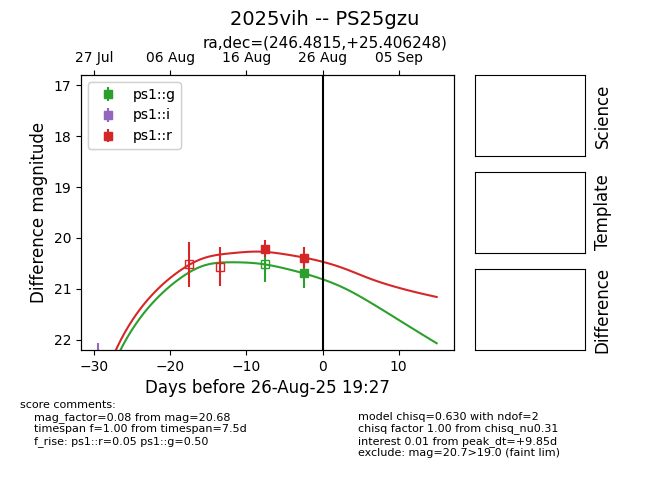 2025vih -- PS25gzu
ra,dec=(246.4815,+25.406248)
27 Jul 06 Aug 16 Aug 26 Aug 05 Sep
ps1::g
ps1::i
ps1::r
17
18
19
20
21
22
Difference magnitude
−30 −20 −10 0 10
Days before 26-Aug-25 19:27
Science
Template
Difference
score comments:
mag_factor=0.08 from mag=20.68
timespan f=1.00 from timespan=7.5d
f_rise: ps1::r=0.05 ps1::g=0.50
model chisq=0.630 with ndof=2
chisq factor 1.00 from chisq_nu0.31
interest 0.01 from peak_dt=+9.85d
exclude: mag=20.7>19.0 (faint lim)